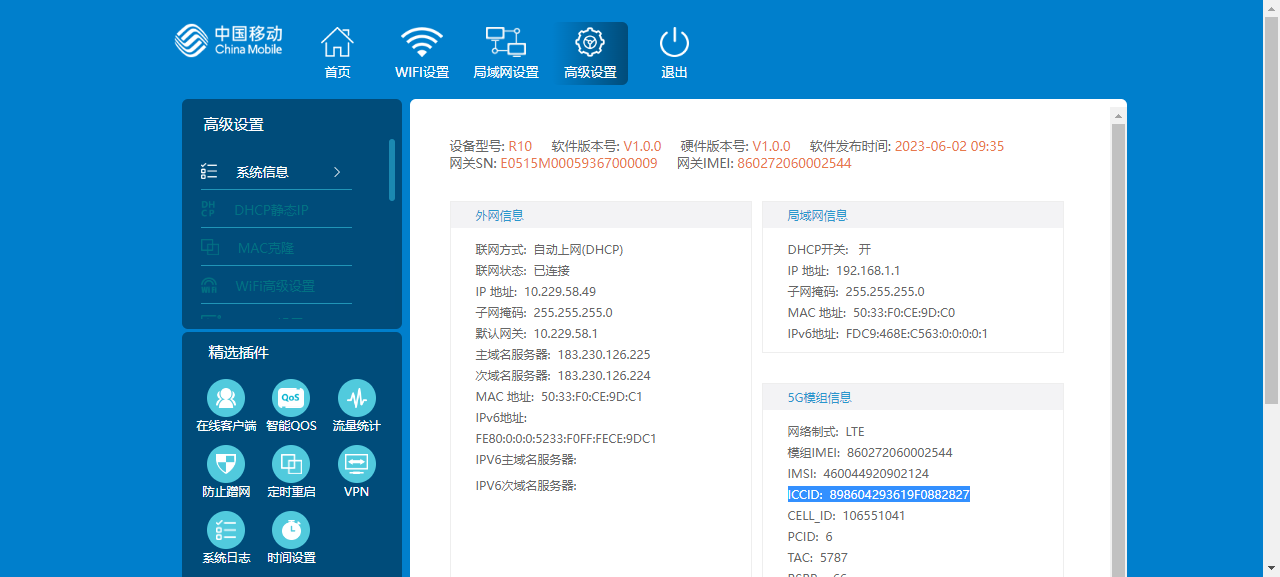 中国移动
China Mobile
首页
WIFI设置
局域网设置
高级设置
退出
高级设置
系统信息
DHCP静态IP
MAC克隆
WiFi高级设置
精选插件
在线客户端
智能QOS
流量统计
防止蹭网
定时重启
VPN
系统日志
时间设置
设备型号: R10 软件版本号: V1.0.0 硬件版本号: V1.0.0 软件发布时间: 2023-06-02 09:35
网关SN: E0515M00059367000009 网关IMEI: 860272060002544
外网信息
联网方式: 自动上网(DHCP)
联网状态: 已连接
IP 地址: 10.229.58.49
子网掩码: 255.255.255.0
默认网关: 10.229.58.1
主域名服务器: 183.230.126.225
次域名服务器: 183.230.126.224
MAC 地址: 50:33:F0:CE:9D:C1
IPv6地址:
FE80:0:0:0:5233:F0FF:FECE:9DC1
IPV6主域名服务器:
IPV6次域名服务器:
局域网信息
DHCP开关: 开
IP 地址: 192.168.1.1
子网掩码: 255.255.255.0
MAC 地址: 50:33:F0:CE:9D:C0
IPv6地址: FDC9:468E:C563:0:0:0:0:1
5G模组信息
网络制式: LTE
模组IMEI: 860272060002544
IMSI: 460044920902124
ICCID: 898604293619F0882827
CELL_ID: 106551041
PCID: 6
TAC: 5787